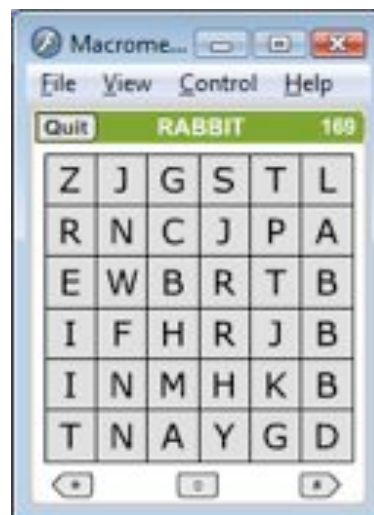 Macrome...
File View Control Help
Quit RABBIT 169
Z J G S T L
R N C J P A
E W B R T B
I F H R J B
I N M H K B
T N A Y G D